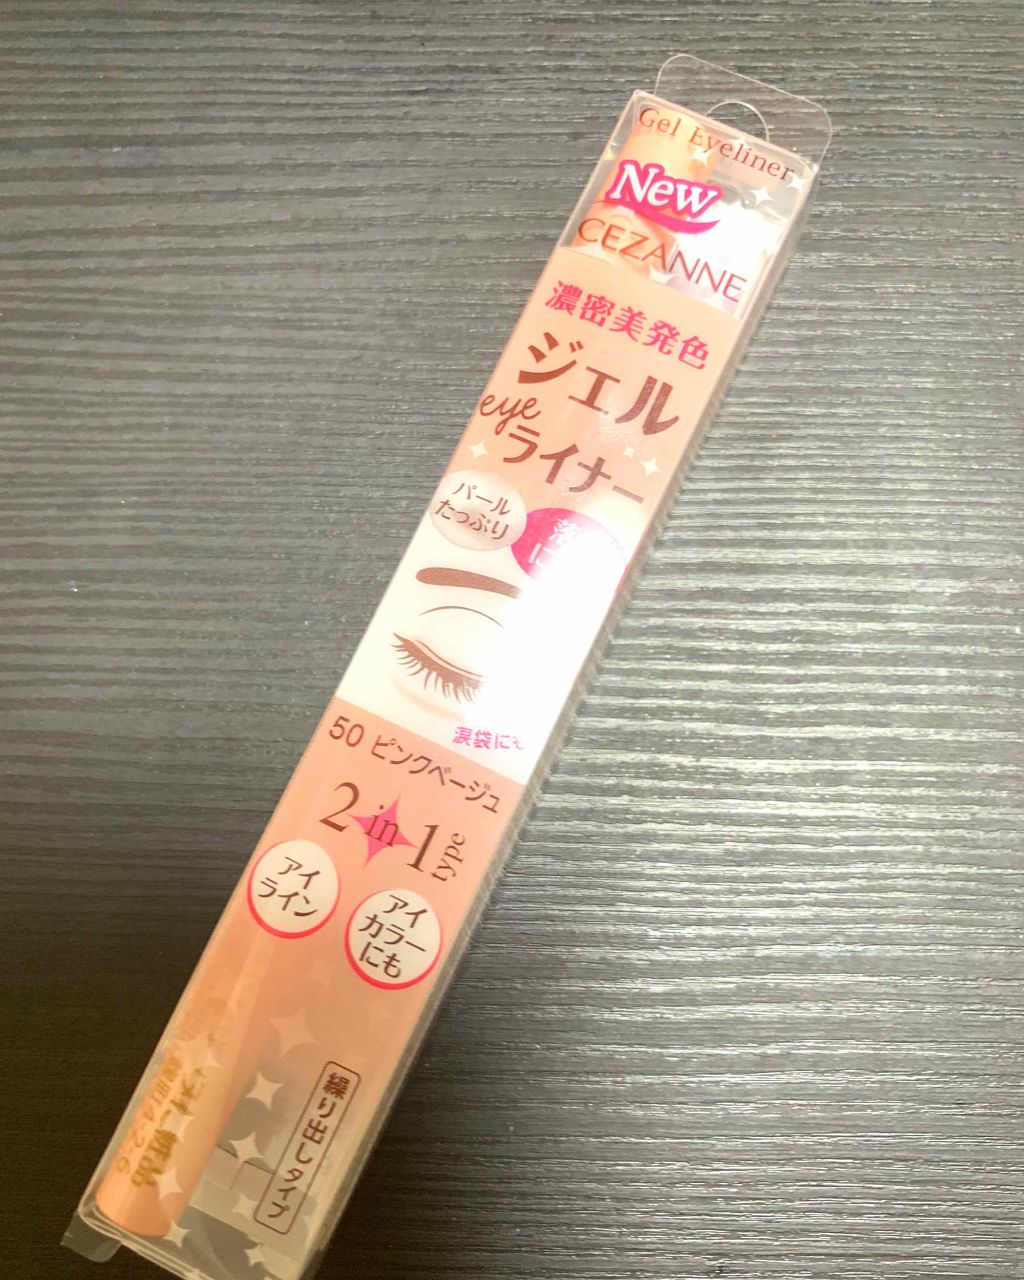 Gel Eyeliner
New
CEZANNE
濃密美発色
ジェル
eye
ライナー
パール
たっぷり
落
に
涙袋にも
50 ピンクベージュ
2 in 1 type
アイ
ライン
アイ
カラー
にも
繰り出しタイプ